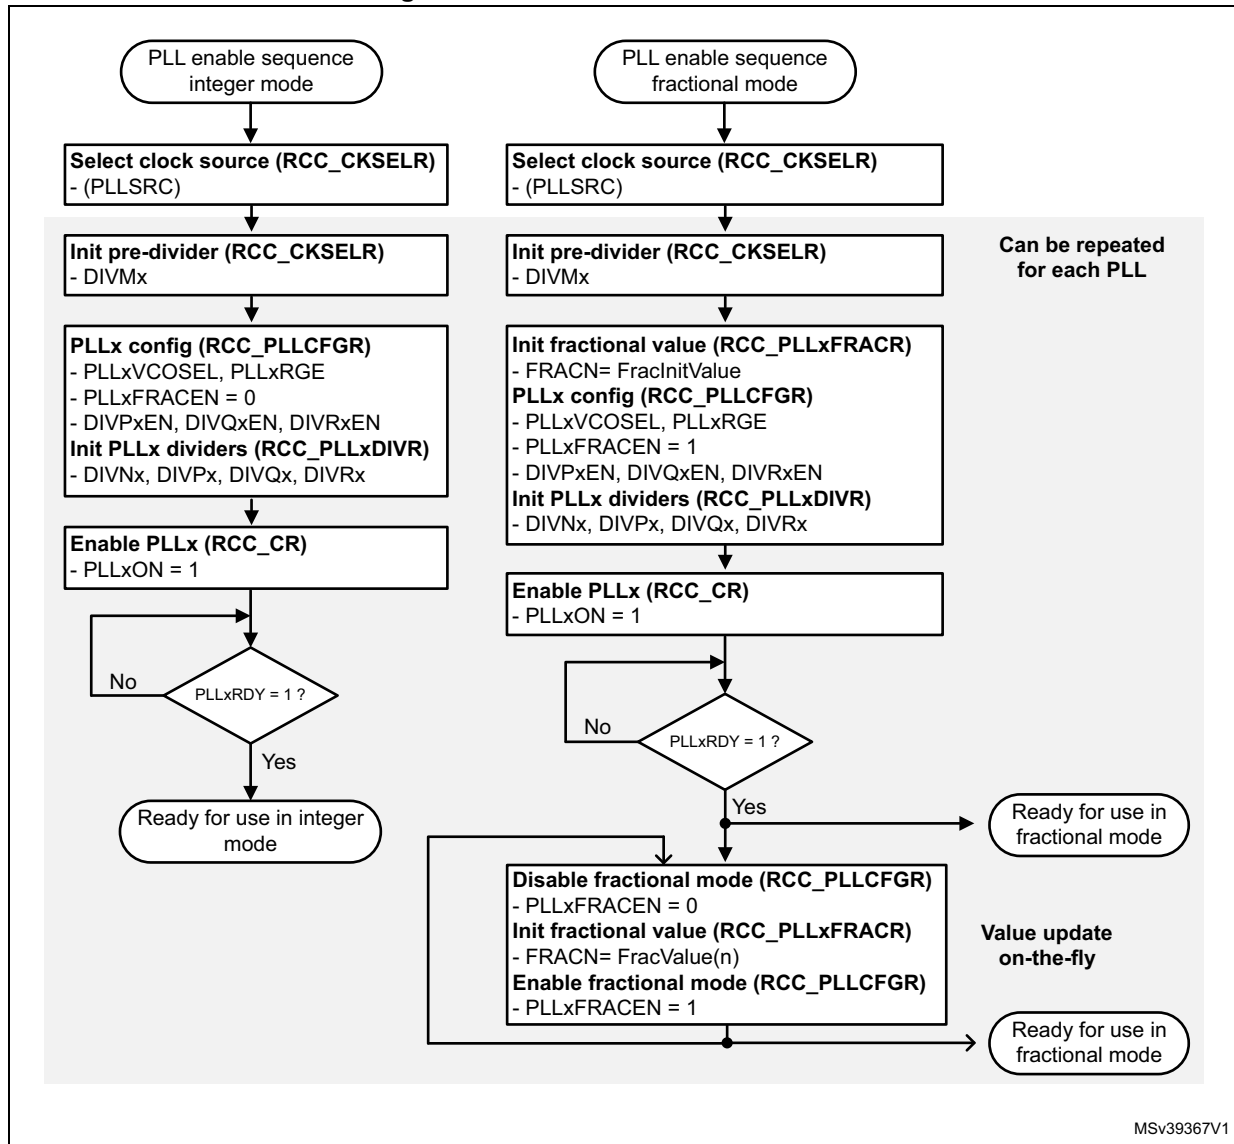 PLL enable sequence
integer mode
Select clock source (RCC_CKSELR)
- (PLLSRC)
Init pre-divider (RCC_CKSELR)
- DIVMx
PLLx config (RCC_PLLCFGR)
- PLLxVCOSEL, PLLxRGE
- PLLxFRACEN = 0
- DIVPxEN, DIVQxEN, DIVRxEN
Init PLLx dividers (RCC_PLLxDIVR)
- DIVNx, DIVPx, DIVQx, DIVRx
Enable PLLx (RCC_CR)
- PLLxON = 1
No
PLLxRDY = 1 ?
Yes
Ready for use in integer
mode
PLL enable sequence
fractional mode
Select clock source (RCC_CKSELR)
- (PLLSRC)
Init pre-divider (RCC_CKSELR)
- DIVMx
Can be repeated
for each PLL
Init fractional value (RCC_PLLxFRACR)
- FRACN= FracInitValue
PLLx config (RCC_PLLCFGR)
- PLLxVCOSEL, PLLxRGE
- PLLxFRACEN = 1
- DIVPxEN, DIVQxEN, DIVRxEN
Init PLLx dividers (RCC_PLLxDIVR)
- DIVNx, DIVPx, DIVQx, DIVRx
Enable PLLx (RCC_CR)
- PLLxON = 1
No
PLLxRDY = 1 ?
Yes
Ready for use in
fractional mode
Disable fractional mode (RCC_PLLCFGR)
- PLLxFRACEN = 0
Init fractional value (RCC_PLLxFRACR)
- FRACN= FracValue(n)
Enable fractional mode (RCC_PLLCFGR)
- PLLxFRACEN = 1
Value update
on-the-fly
Ready for use in
fractional mode
MSv39367V1